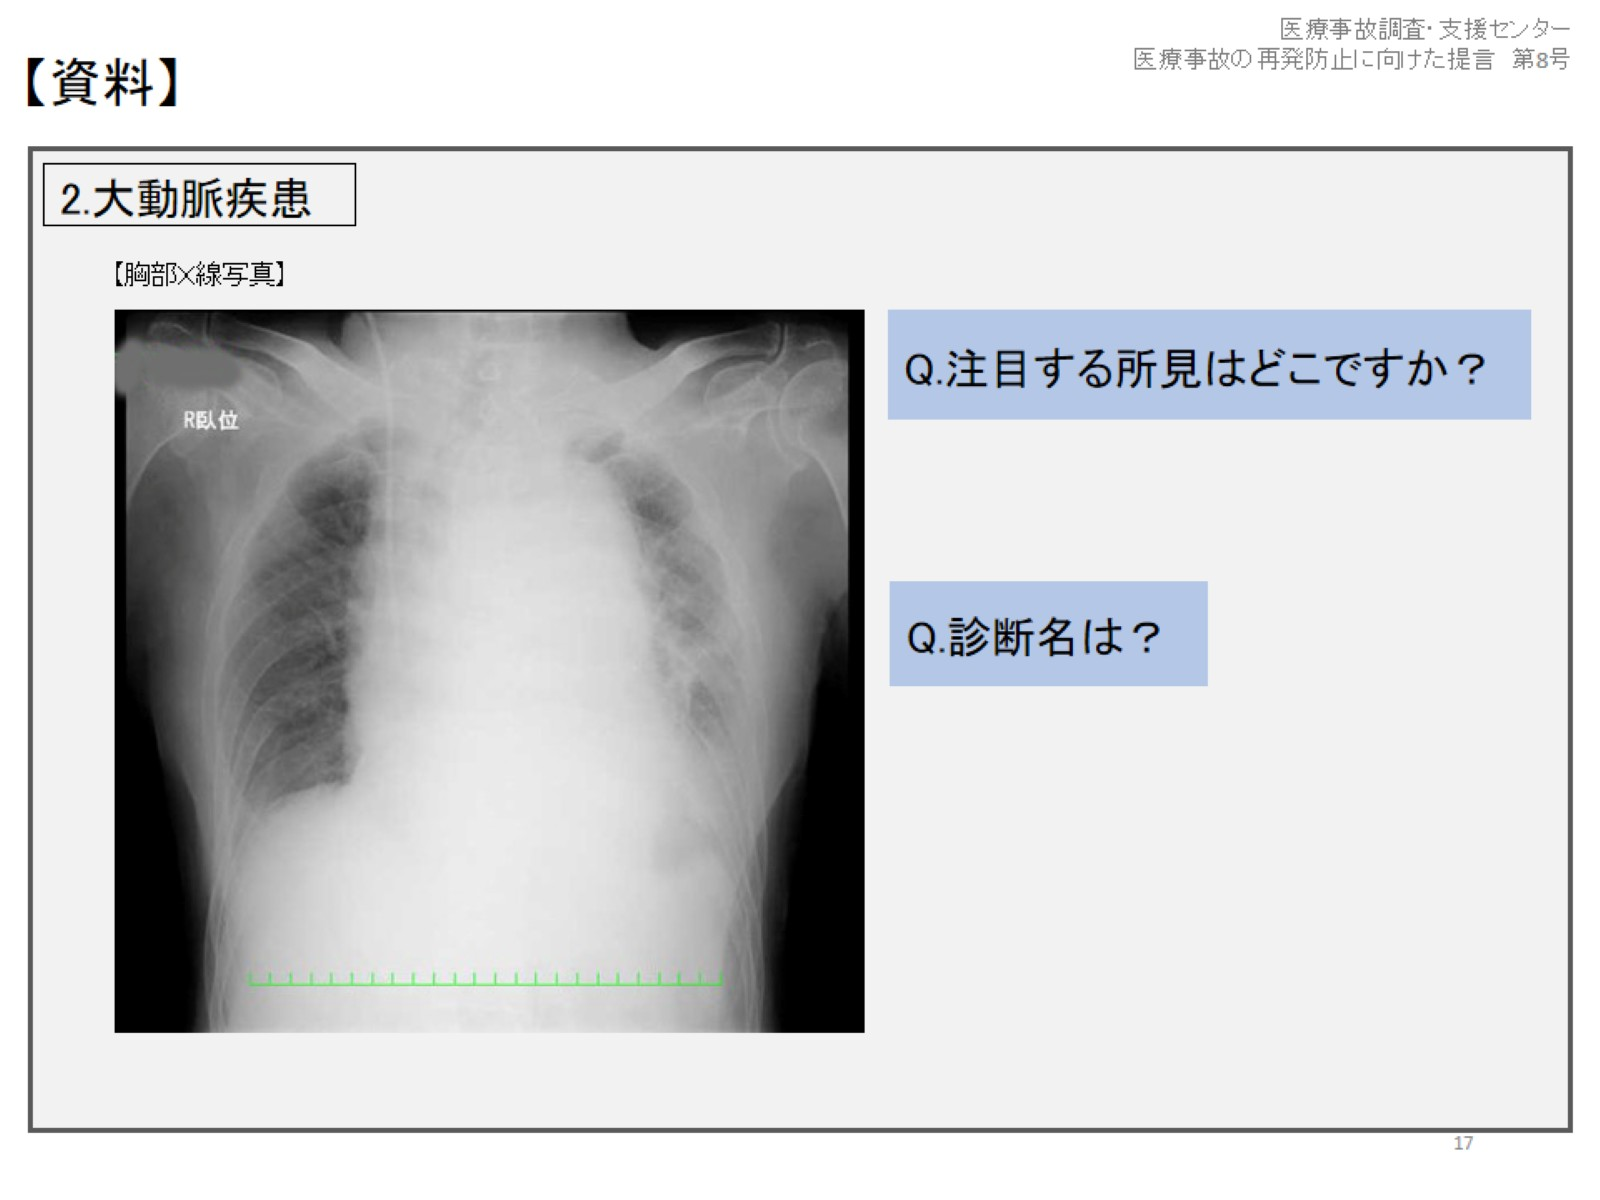 医療事故調査・支援センター
医療事故の再発防止に向けた提言　第8号
【資料】
2.大動脈疾患
【胸部X線写真】
R臥位
Q.注目する所見はどこですか？
Q.診断名は？
17